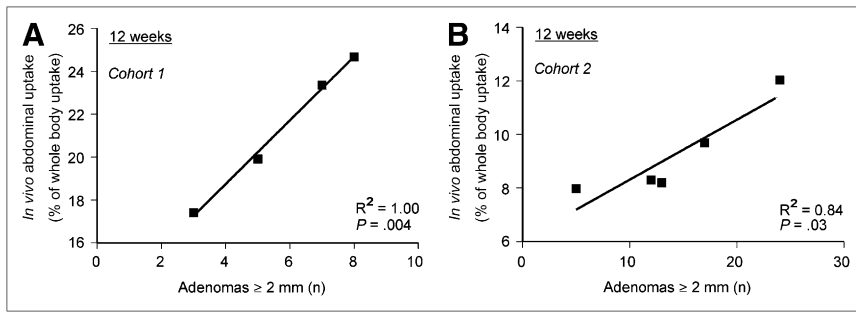 A
12 weeks
Cohort 1
In vivo abdominal uptake
(% of whole body uptake)
26
24
22
20
18
16
0
2
4
6
8
10
R² = 1.00
P = .004
Adenomas ≥ 2 mm (n)
B
12 weeks
Cohort 2
In vivo abdominal uptake
(% of whole body uptake)
14
12
10
8
6
0
10
20
30
R² = 0.84
P = .03
Adenomas ≥ 2 mm (n)